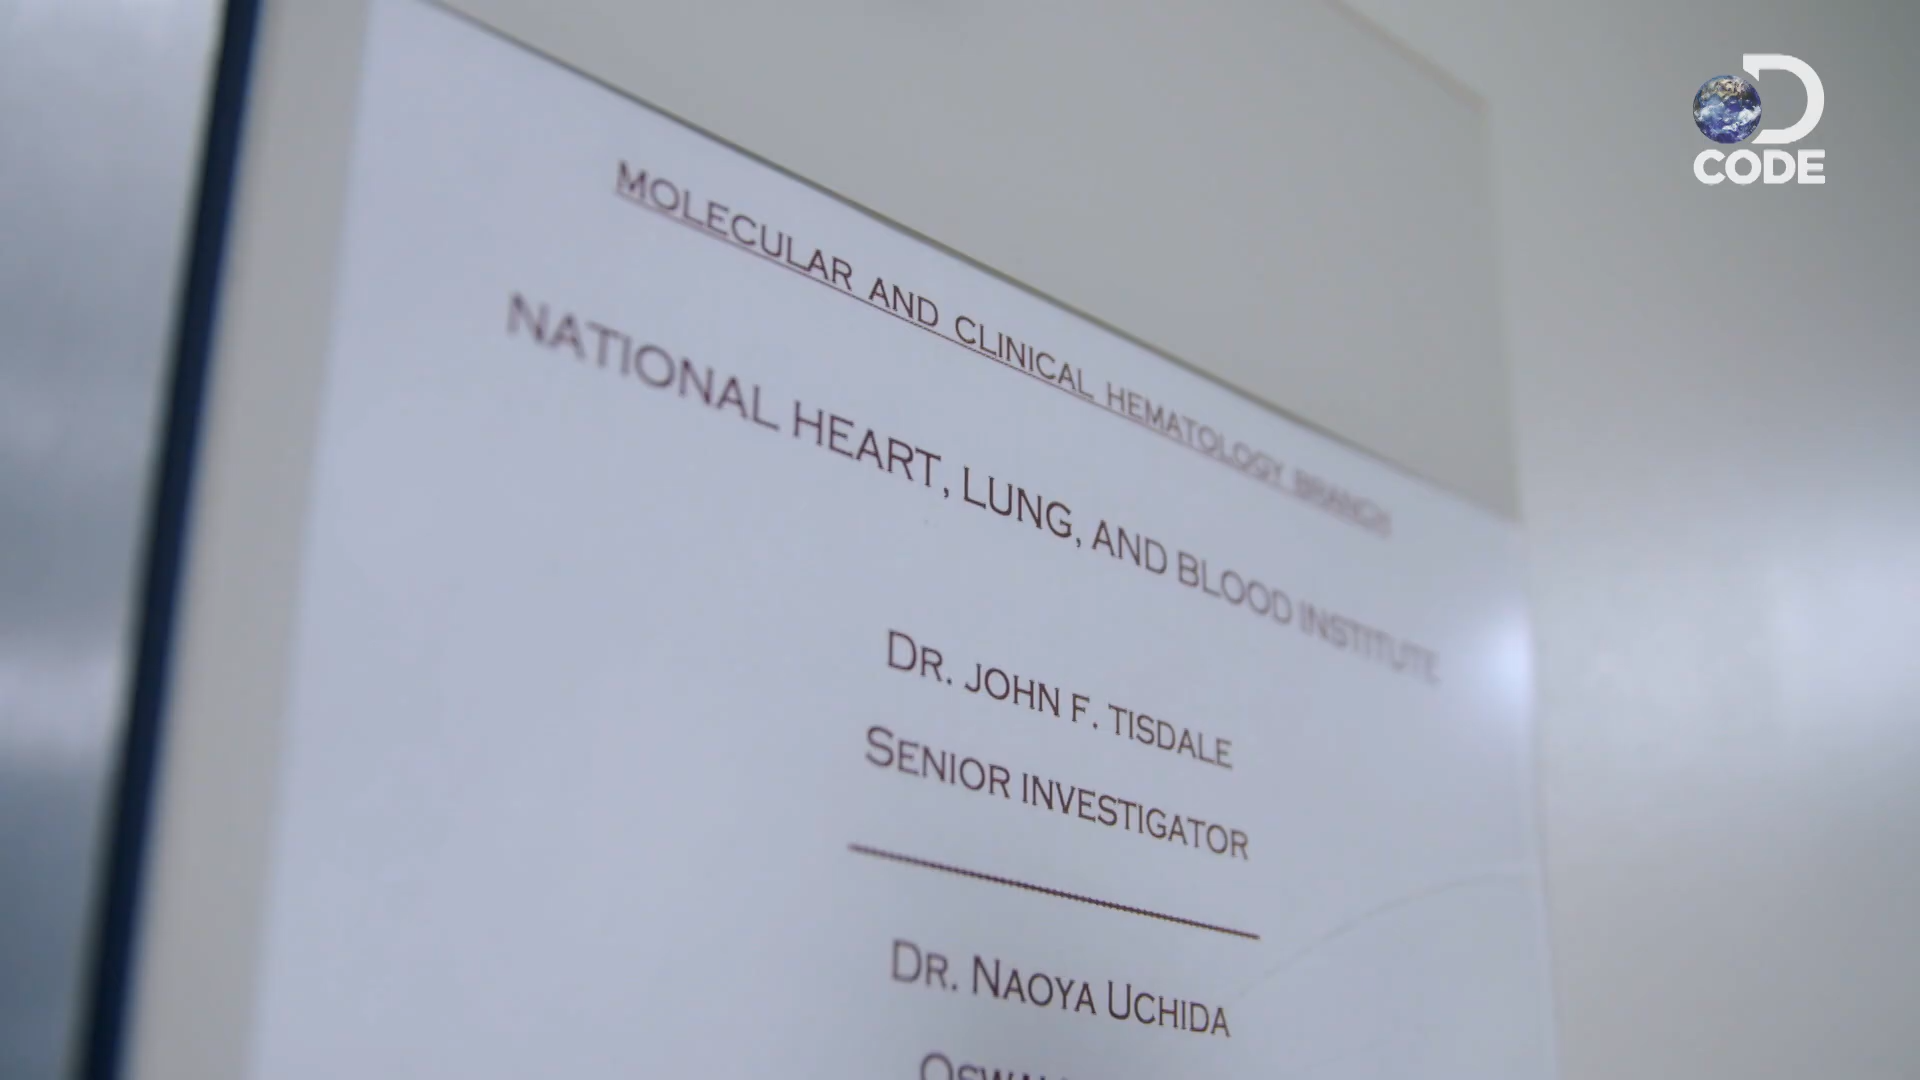 CODE
MOLECULAR AND CLINICAL HEMATOLOGY BRANCH
NATIONAL HEART, LUNG, AND BLOOD INSTITUTE
DR. JOHN F. TISDALE
SENIOR INVESTIGATOR
DR. NAOYA UCHIDA